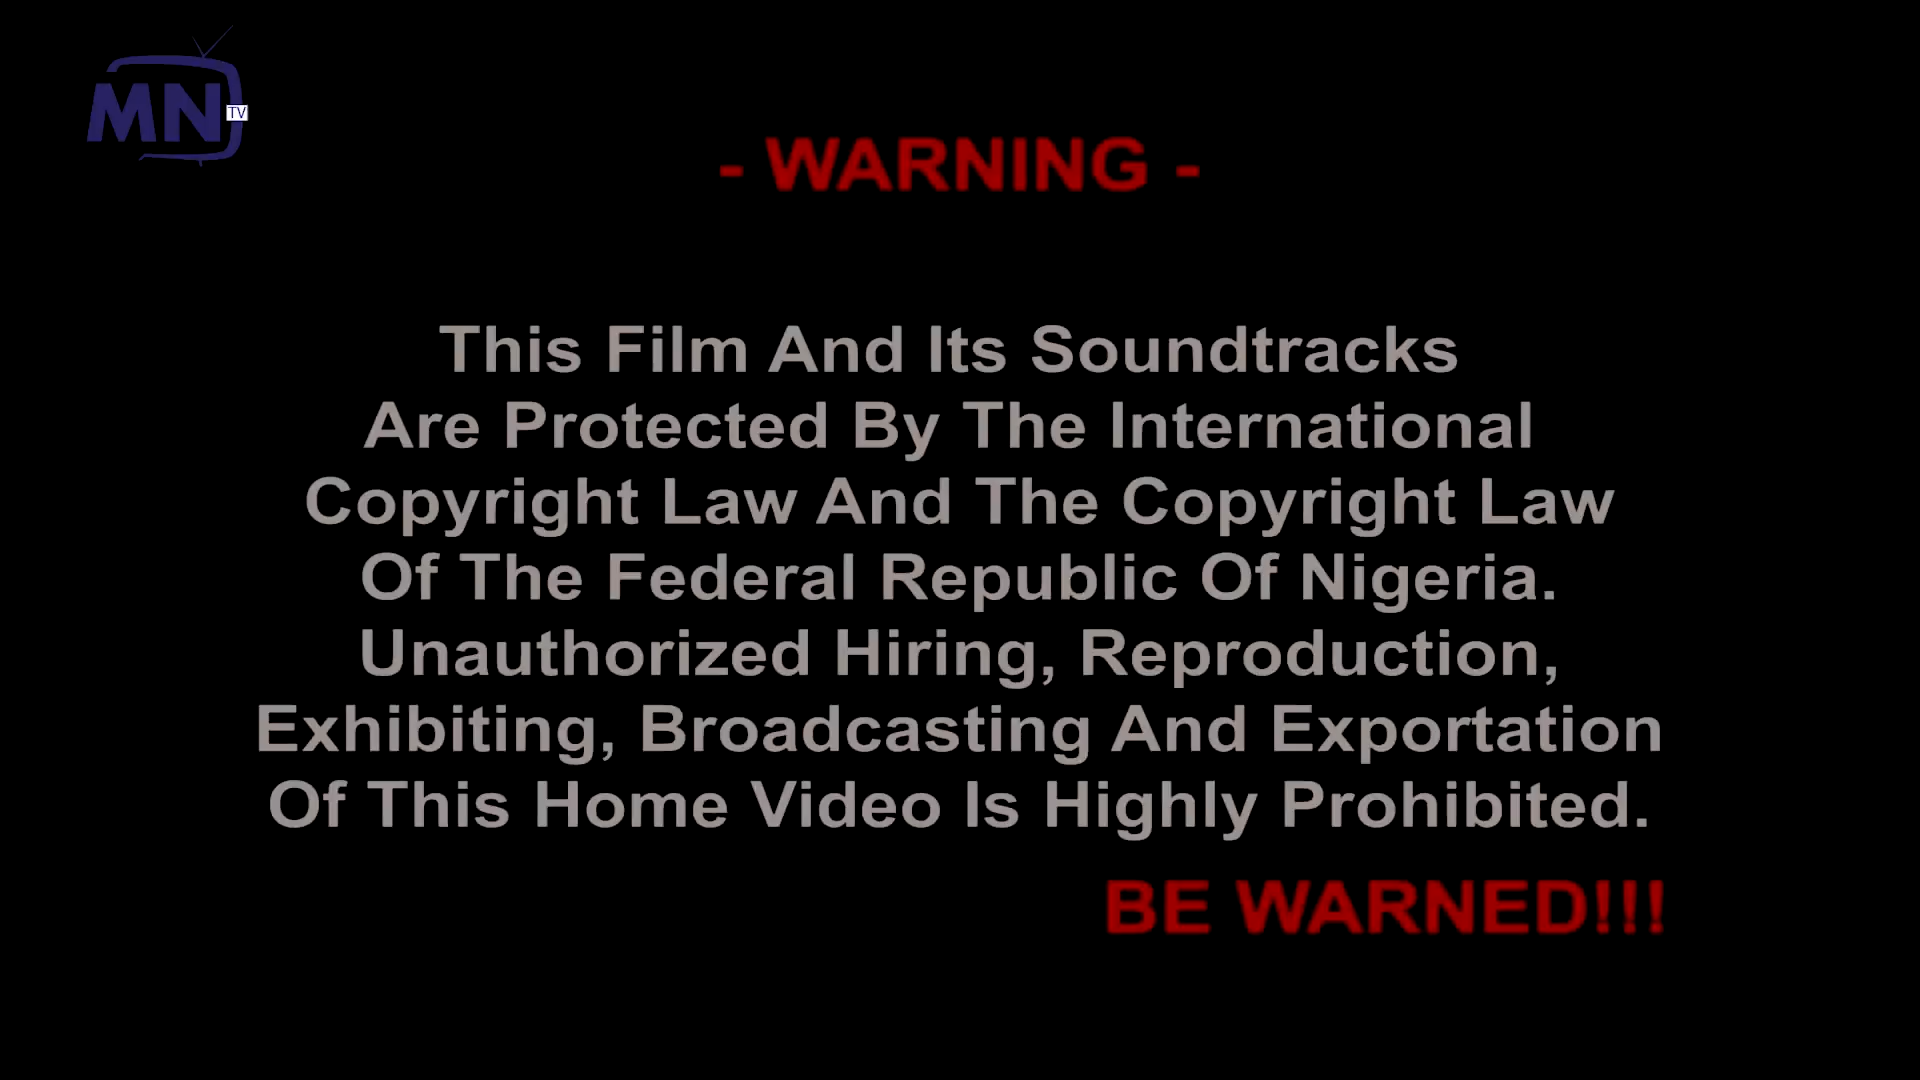 MN
TV
- WARNING -
This Film And Its Soundtracks
Are Protected By The International
Copyright Law And The Copyright Law
Of The Federal Republic Of Nigeria.
Unauthorized Hiring, Reproduction,
Exhibiting, Broadcasting And Exportation
Of This Home Video Is Highly Prohibited.
BE WARNED!!!